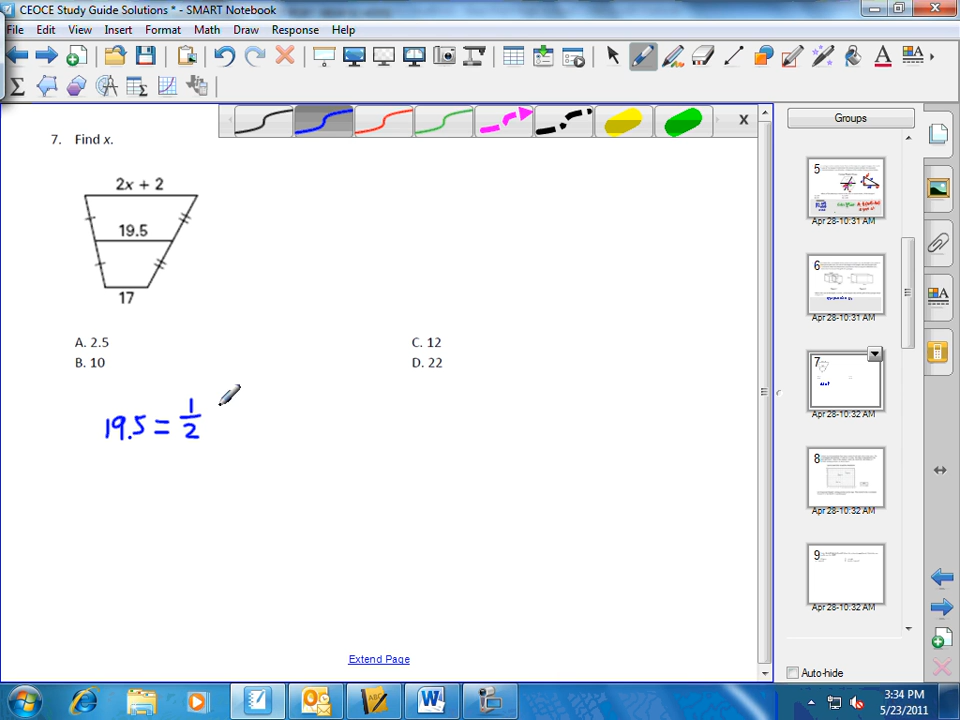 CEOCE Study Guide Solutions * - SMART Notebook
File Edit View Insert Format Math Draw Response Help
7. Find x.
2x + 2
19.5
17
A. 2.5
C. 12
B. 10
D. 22
19.5 = 1/2
Extend Page
Groups
5
Apr 28-10:31 AM
6
Apr 28-10:31 AM
7
Apr 28-10:32 AM
8
Apr 28-10:32 AM
9
Apr 28-10:32 AM
Auto-hide
3:34 PM
5/23/2011